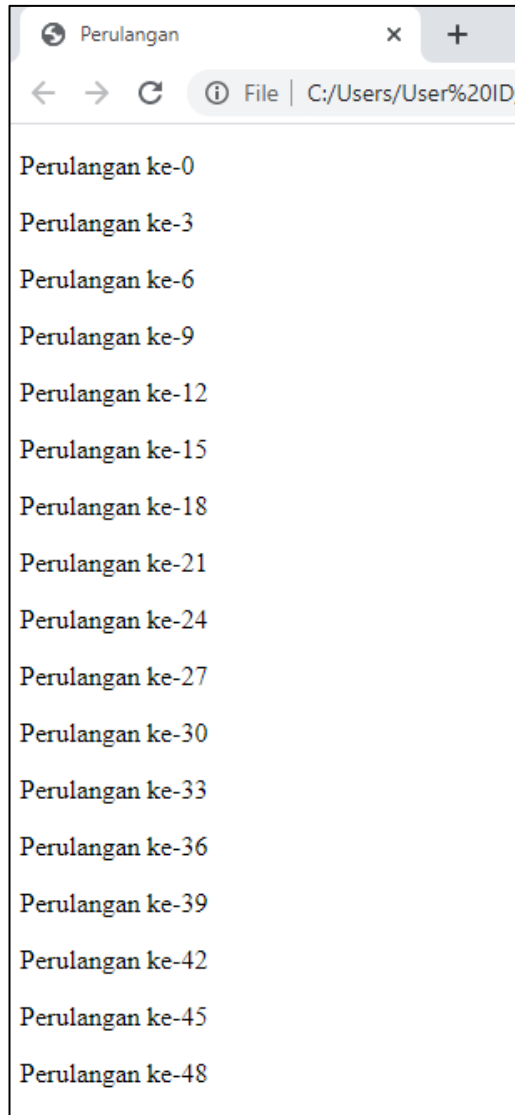 Perulangan
File | C:/Users/User%20ID
Perulangan ke-0
Perulangan ke-3
Perulangan ke-6
Perulangan ke-9
Perulangan ke-12
Perulangan ke-15
Perulangan ke-18
Perulangan ke-21
Perulangan ke-24
Perulangan ke-27
Perulangan ke-30
Perulangan ke-33
Perulangan ke-36
Perulangan ke-39
Perulangan ke-42
Perulangan ke-45
Perulangan ke-48